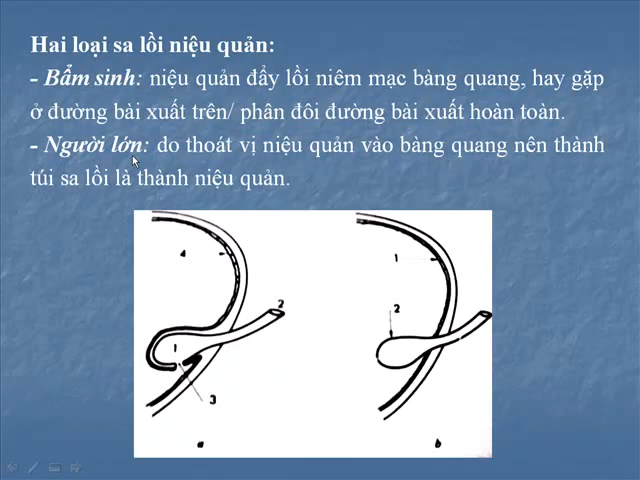 Hai loại sa lồi niệu quản:
- Bẩm sinh: niệu quản đẩy lồi niêm mạc bàng quang, hay gặp
ở đường bài xuất trên/ phân đôi đường bài xuất hoàn toàn.
- Người lớn: do thoát vị niệu quản vào bàng quang nên thành
túi sa lồi là thành niệu quản.
4
2
1
3
a
1
2
b